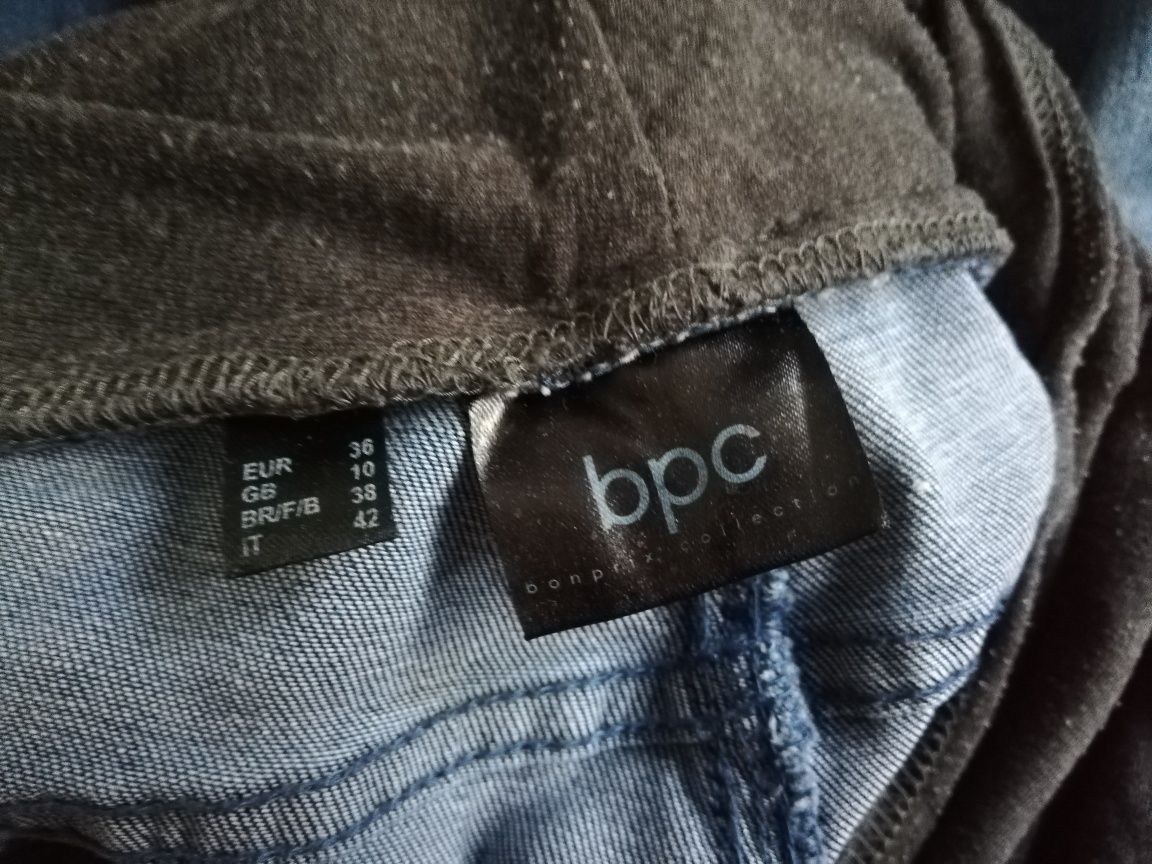 EUR 36
GB 10
BR/F/B 38
IT 42
bpc
bonprix collection